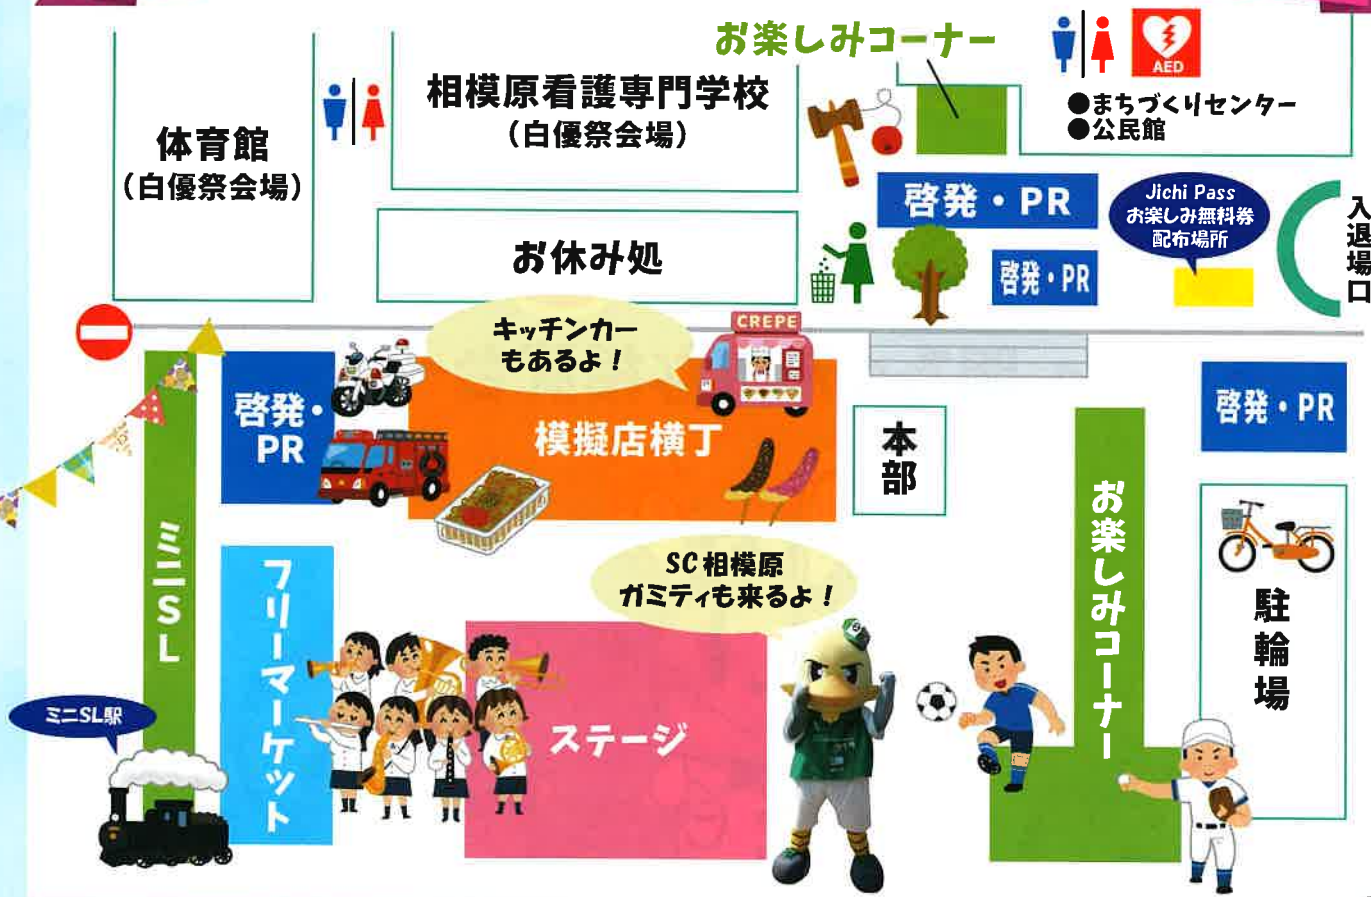 お楽しみコーナー
AED
●まちづくりセンター
●公民館
相模原看護専門学校
（白優祭会場）
体育館
（白優祭会場）
啓発・PR
Jichi Pass
お楽しみ無料券
配布場所
入退場口
お休み処
啓発・PR
キッチンカー
もあるよ！
CREPE
啓発・
PR
模擬店横丁
本部
啓発・PR
お楽しみコーナー
ミニSL
フリーマーケット
SC相模原
ガミティも来るよ！
駐輪場
ミニSL駅
ステージ